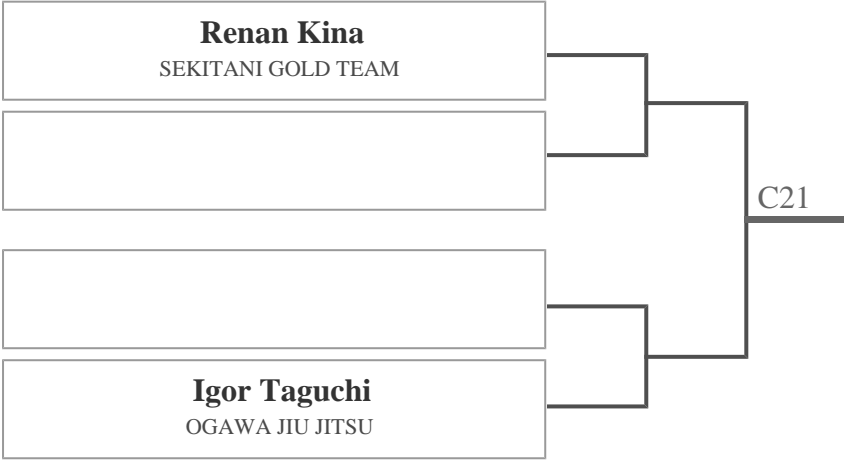 Renan Kina
SEKITANI GOLD TEAM
C21
Igor Taguchi
OGAWA JIU JITSU